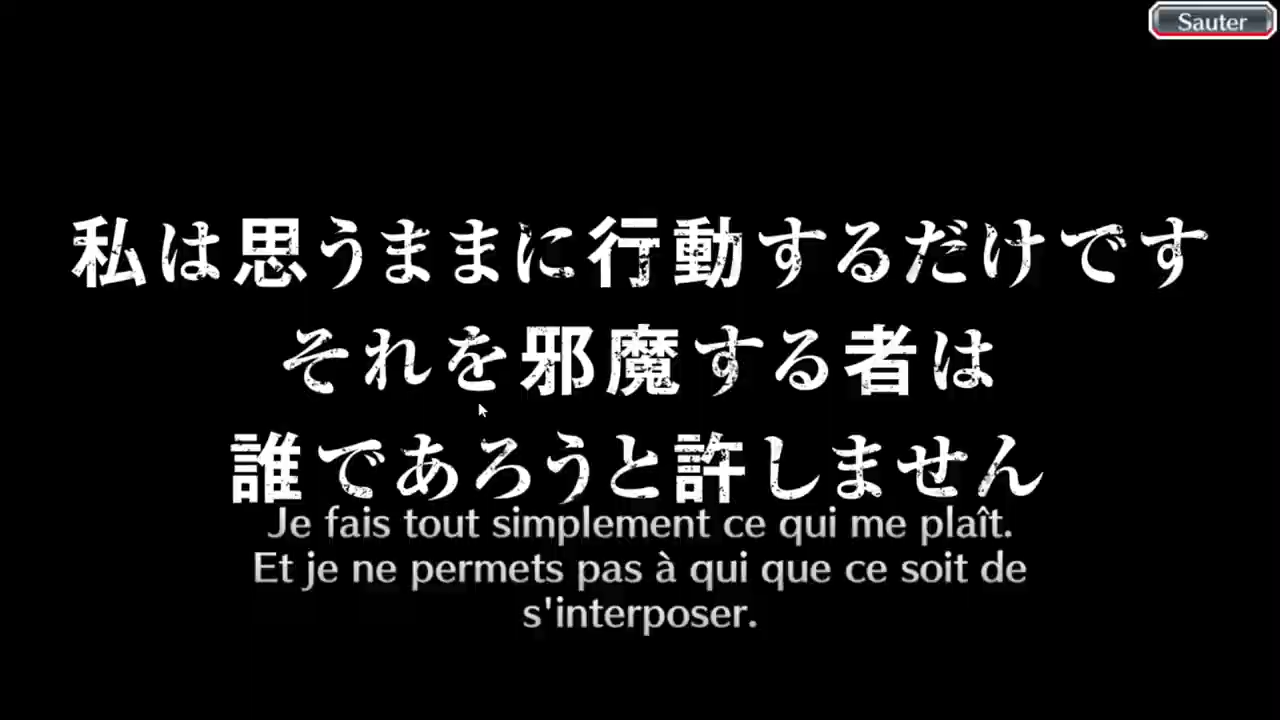 Sauter
私は思うままに行動するだけです
それを邪魔する者は
誰であろうと許しません
Je fais tout simplement ce qui me plaît.
Et je ne permets pas à qui que ce soit de
s'interposer.